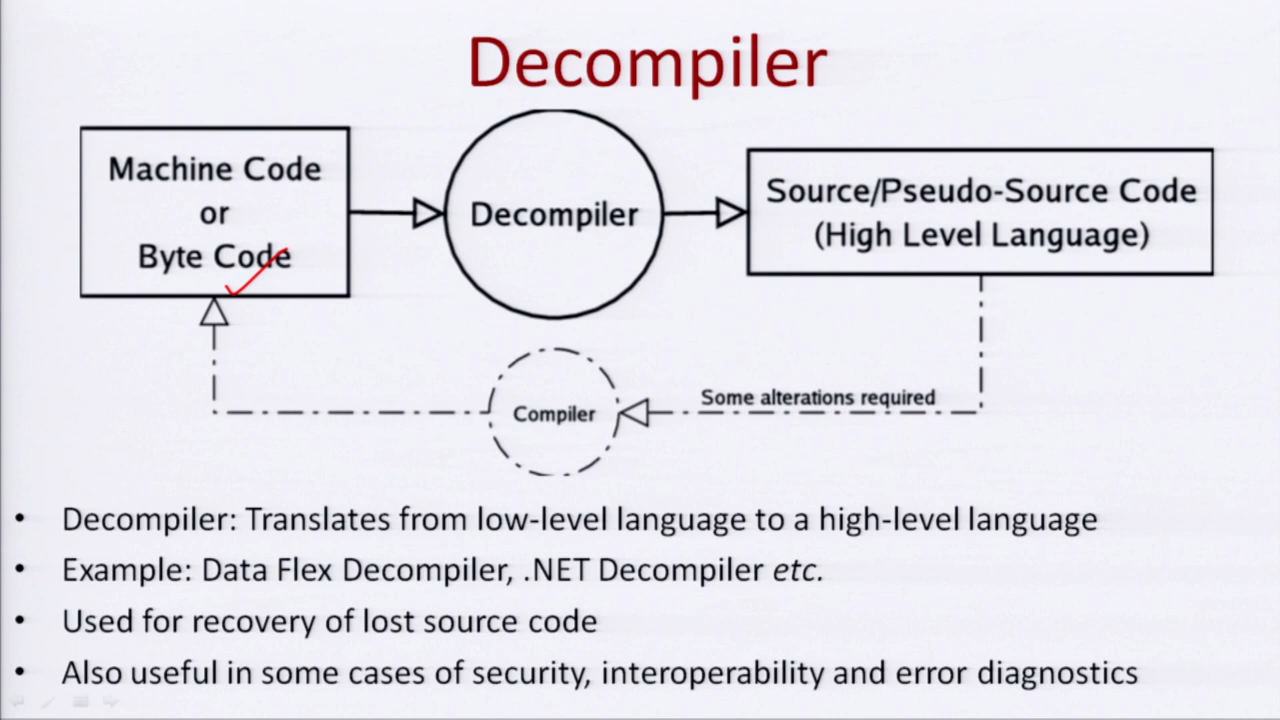 Decompiler
Machine Code
or
Byte Code
Decompiler
Source/Pseudo-Source Code
(High Level Language)
Some alterations required
Compiler
• Decompiler: Translates from low-level language to a high-level language
• Example: Data Flex Decompiler, .NET Decompiler etc.
• Used for recovery of lost source code
• Also useful in some cases of security, interoperability and error diagnostics